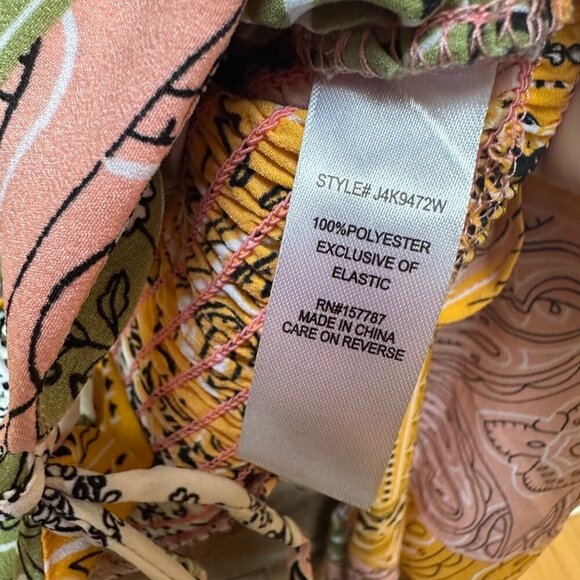 STYLE# J4K9472W
100%POLYESTER
EXCLUSIVE OF
ELASTIC
RN#157787
MADE IN CHINA
CARE ON REVERSE